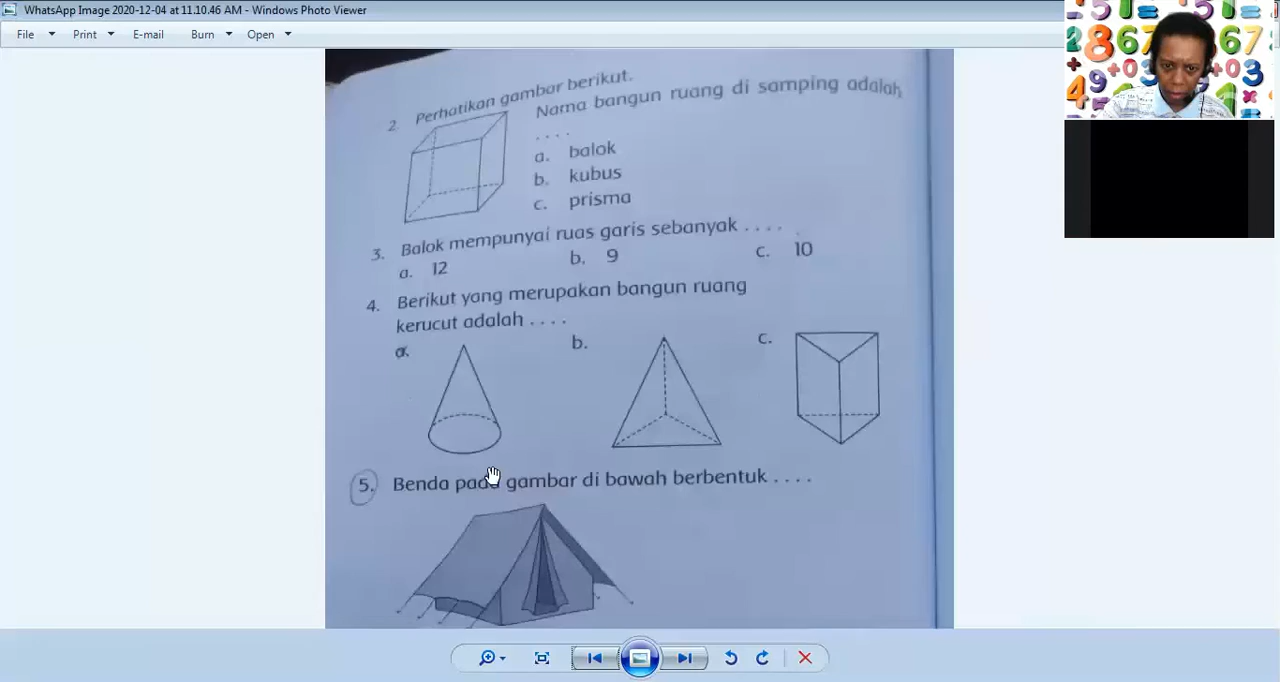 WhatsApp Image 2020-12-04 at 11.10.46 AM - Windows Photo Viewer
File Print E-mail Burn Open
2. Perhatikan gambar berikut.
Nama bangun ruang di samping adalah
. . . .
a. balok
b. kubus
c. prisma
3. Balok mempunyai ruas garis sebanyak . . . .
a. 12 b. 9 c. 10
4. Berikut yang merupakan bangun ruang
kerucut adalah . . . .
a. b. c.
5. Benda pada gambar di bawah berbentuk . . . .